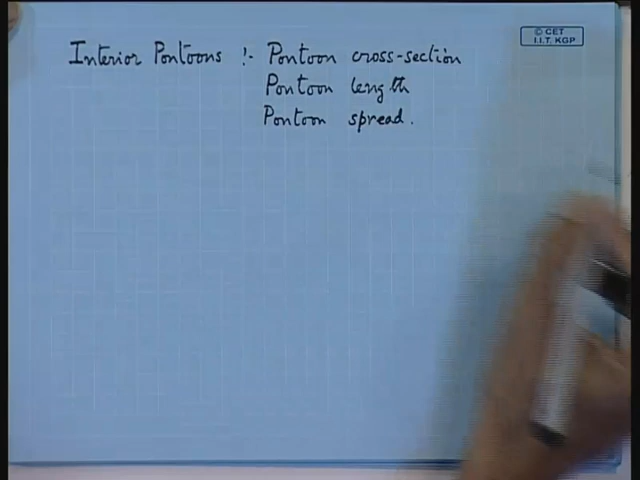 © CET
I.I.T. KGP
Interior Pontoons :- Pontoon cross-section
Pontoon length
Pontoon spread.